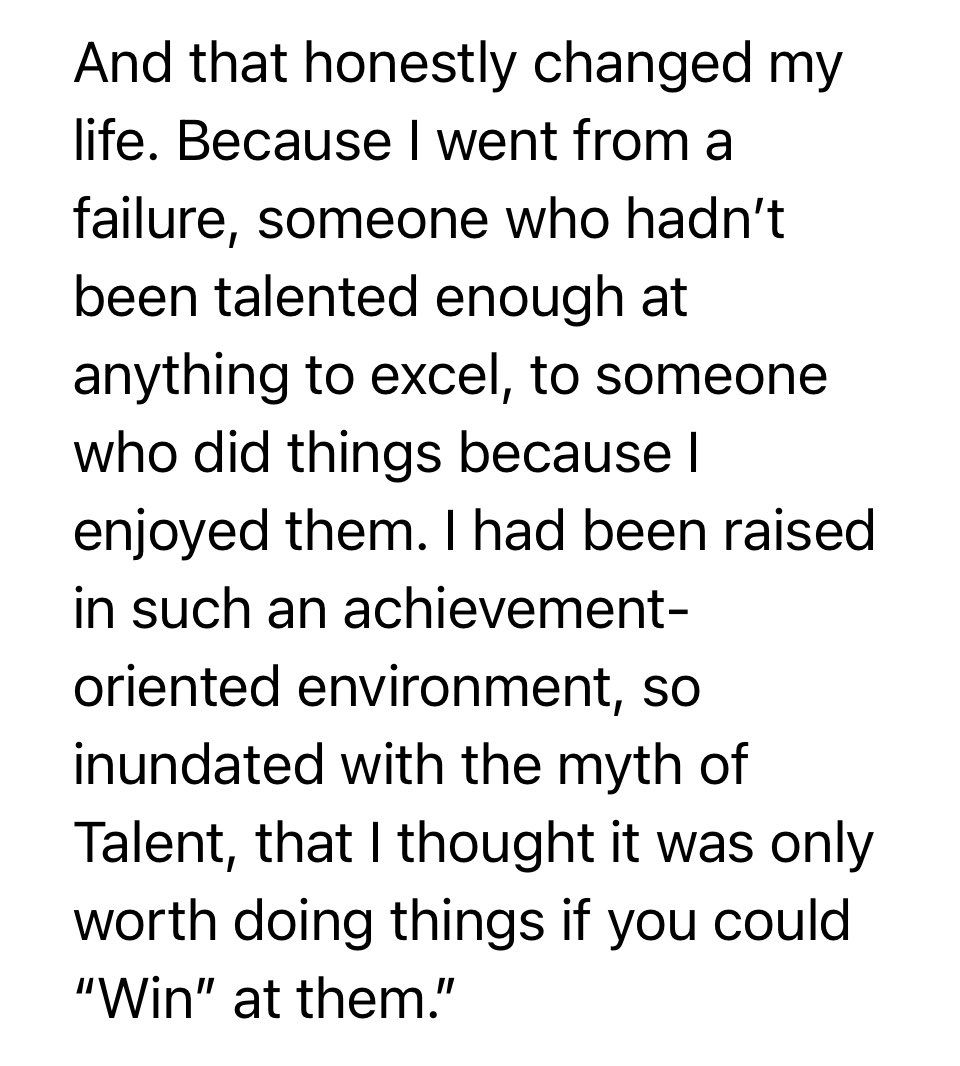 And that honestly changed my
life. Because I went from a
failure, someone who hadn’t
been talented enough at
anything to excel, to someone
who did things because I
enjoyed them. I had been raised
in such an achievement-
oriented environment, so
inundated with the myth of
Talent, that I thought it was only
worth doing things if you could
“Win” at them.”